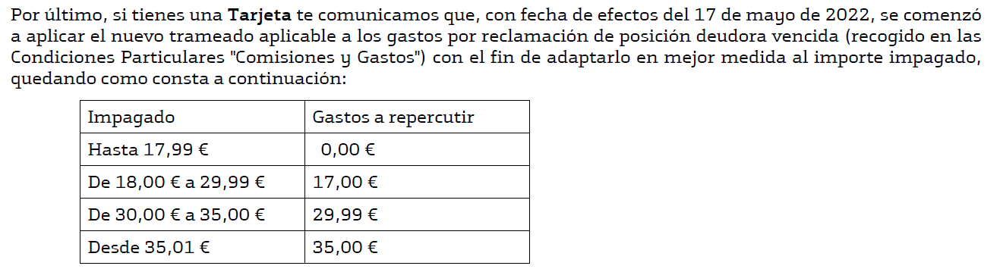 Por último, si tienes una Tarjeta te comunicamos que, con fecha de efectos del 17 de mayo de 2022, se comenzó
a aplicar el nuevo trameado aplicable a los gastos por reclamación de posición deudora vencida (recogido en las
Condiciones Particulares "Comisiones y Gastos") con el fin de adaptarlo en mejor medida al importe impagado,
quedando como consta a continuación:
Impagado Gastos a repercutir
Hasta 17,99 € 0,00 €
De 18,00 € a 29,99 € 17,00 €
De 30,00 € a 35,00 € 29,99 €
Desde 35,01 € 35,00 €